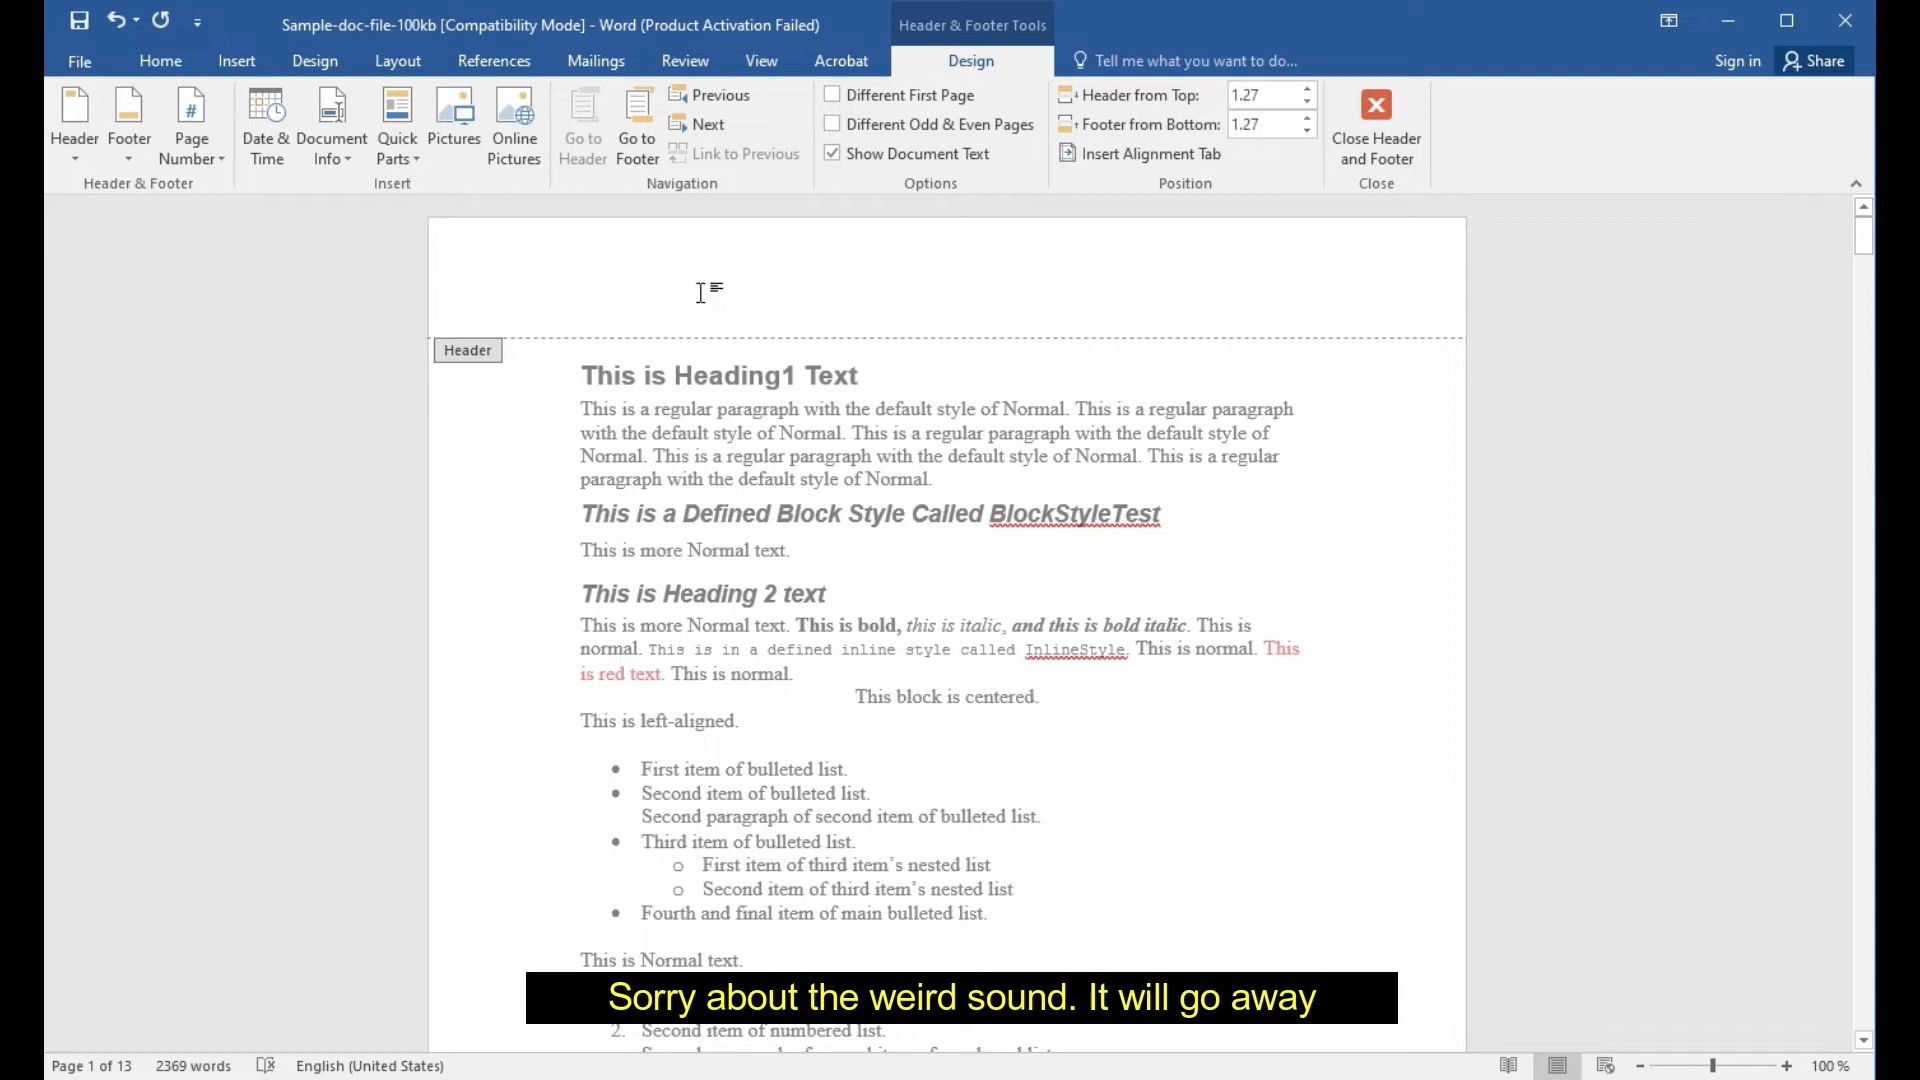 Sample-doc-file-100kb [Compatibility Mode] - Word (Product Activation Failed)
Header & Footer Tools
File Home Insert Design Layout References Mailings Review View Acrobat Design Tell me what you want to do... Sign in Share
Header
Footer
Page
Number
Header & Footer
Date &
Time
Document
Info
Quick
Parts
Pictures
Online
Pictures
Insert
Go to
Header
Go to
Footer
Previous
Next
Link to Previous
Navigation
Different First Page
Different Odd & Even Pages
Show Document Text
Options
Header from Top: 1.27
Footer from Bottom: 1.27
Insert Alignment Tab
Position
Close Header
and Footer
Close
Header
This is Heading1 Text
This is a regular paragraph with the default style of Normal. This is a regular paragraph
with the default style of Normal. This is a regular paragraph with the default style of
Normal. This is a regular paragraph with the default style of Normal. This is a regular
paragraph with the default style of Normal.
This is a Defined Block Style Called BlockStyleTest
This is more Normal text.
This is Heading 2 text
This is more Normal text. This is bold, this is italic, and this is bold italic. This is
normal. This is in a defined inline style called InlineStyle. This is normal. This
is red text. This is normal.
This block is centered.
This is left-aligned.
• First item of bulleted list.
• Second item of bulleted list.
Second paragraph of second item of bulleted list.
• Third item of bulleted list.
o First item of third item's nested list
o Second item of third item's nested list
• Fourth and final item of main bulleted list.
This is Normal text.
Sorry about the weird sound. It will go away
2. Second item of numbered list.
Page 1 of 13 2369 words English (United States) 100 %